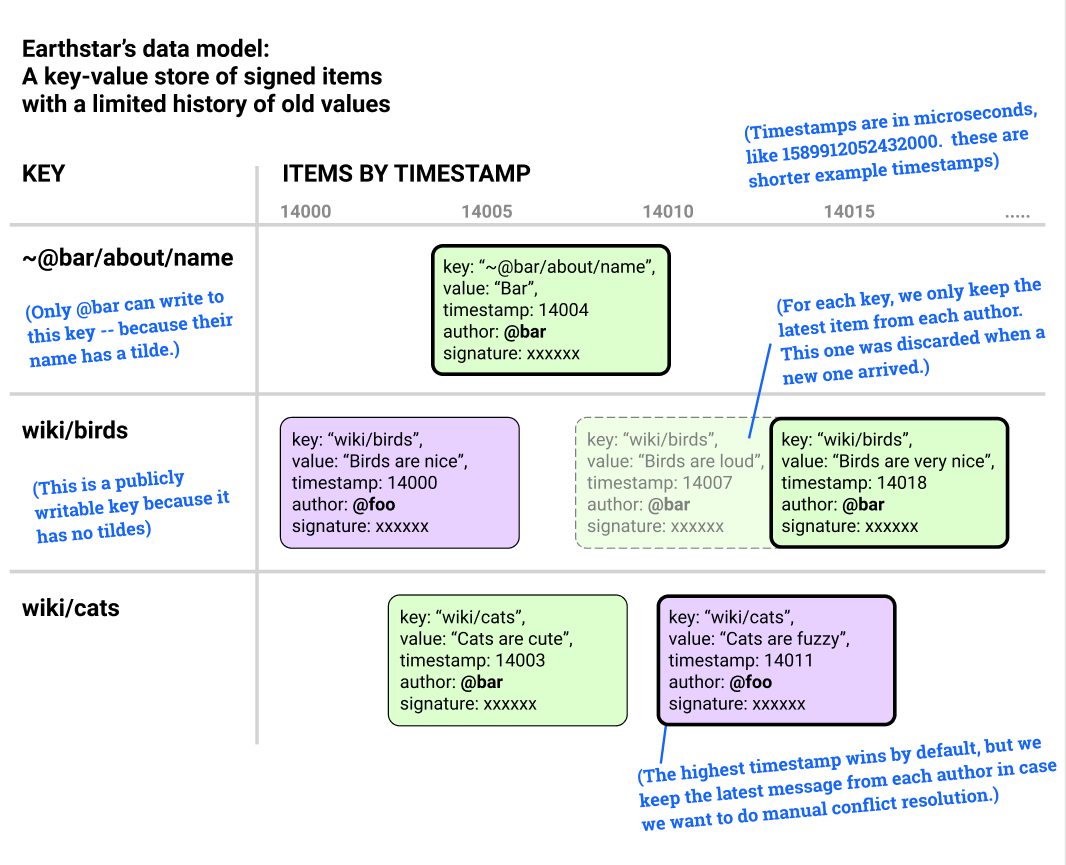 Earthstar’s data model:
A key-value store of signed items
with a limited history of old values
(Timestamps are in microseconds,
like 1589912052432000.  these are
shorter example timestamps)
KEY
ITEMS BY TIMESTAMP
14000
14005
14010
14015
.....
~@bar/about/name
(Only @bar can write to
this key -- because their
name has a tilde.)
key: “~@bar/about/name”,
value: “Bar”,
timestamp: 14004
author: @bar
signature: xxxxxx
(For each key, we only keep the
latest item from each author.
This one was discarded when a
new one arrived.)
wiki/birds
(This is a publicly
writable key because it
has no tildes)
key: “wiki/birds”,
value: “Birds are nice”,
timestamp: 14000
author: @foo
signature: xxxxxx
key: “wiki/birds”,
value: “Birds are loud”,
timestamp: 14007
author: @bar
signature: xxxxxx
key: “wiki/birds”,
value: “Birds are very nice”,
timestamp: 14018
author: @bar
signature: xxxxxx
wiki/cats
key: “wiki/cats”,
value: “Cats are cute”,
timestamp: 14003
author: @bar
signature: xxxxxx
key: “wiki/cats”,
value: “Cats are fuzzy”,
timestamp: 14011
author: @foo
signature: xxxxxx
(The highest timestamp wins by default, but we
keep the latest message from each author in case
we want to do manual conflict resolution.)